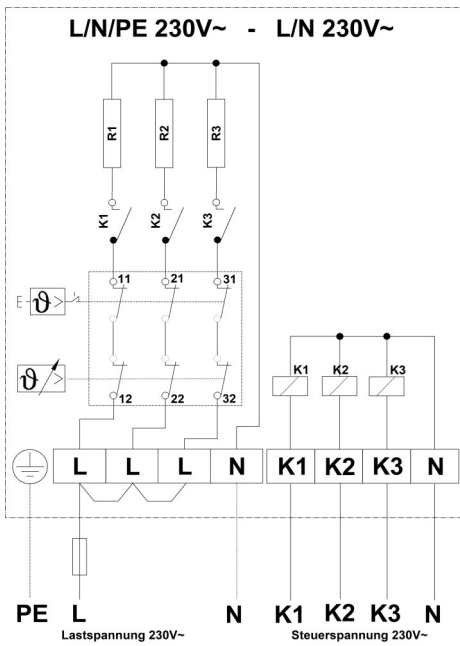 L/N/PE 230V~ - L/N 230V~
R1 R2 R3
K1 K2 K3
11 21 31
E ϑ
ϑ
12 22 32
K1 K2 K3
L L L N K1 K2 K3 N
PE L N K1 K2 K3 N
Lastspannung 230V~ Steuerspannung 230V~